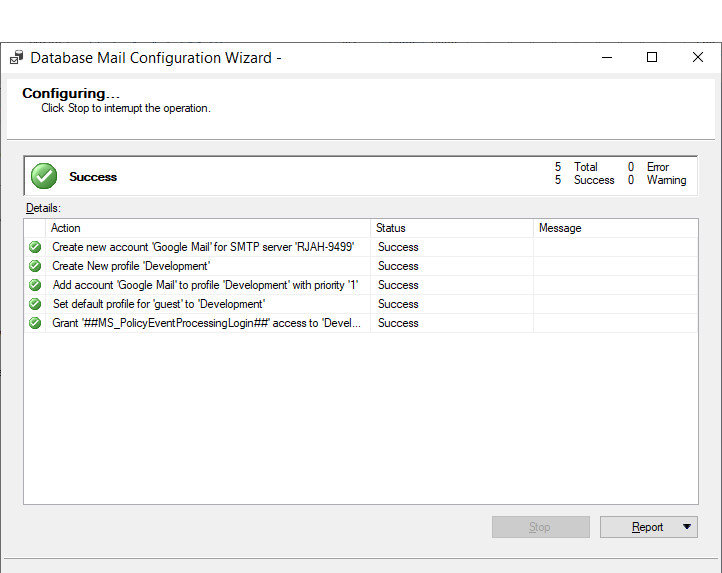 Database Mail Configuration Wizard -
Configuring...
Click Stop to interrupt the operation.
Success
5 Total 0 Error
5 Success 0 Warning
Details:
Action Status Message
Create new account 'Google Mail' for SMTP server 'RJAH-9499' Success
Create New profile 'Development' Success
Add account 'Google Mail' to profile 'Development' with priority '1' Success
Set default profile for 'guest' to 'Development' Success
Grant '##MS_PolicyEventProcessingLogin##' access to 'Devel... Success
Stop Report